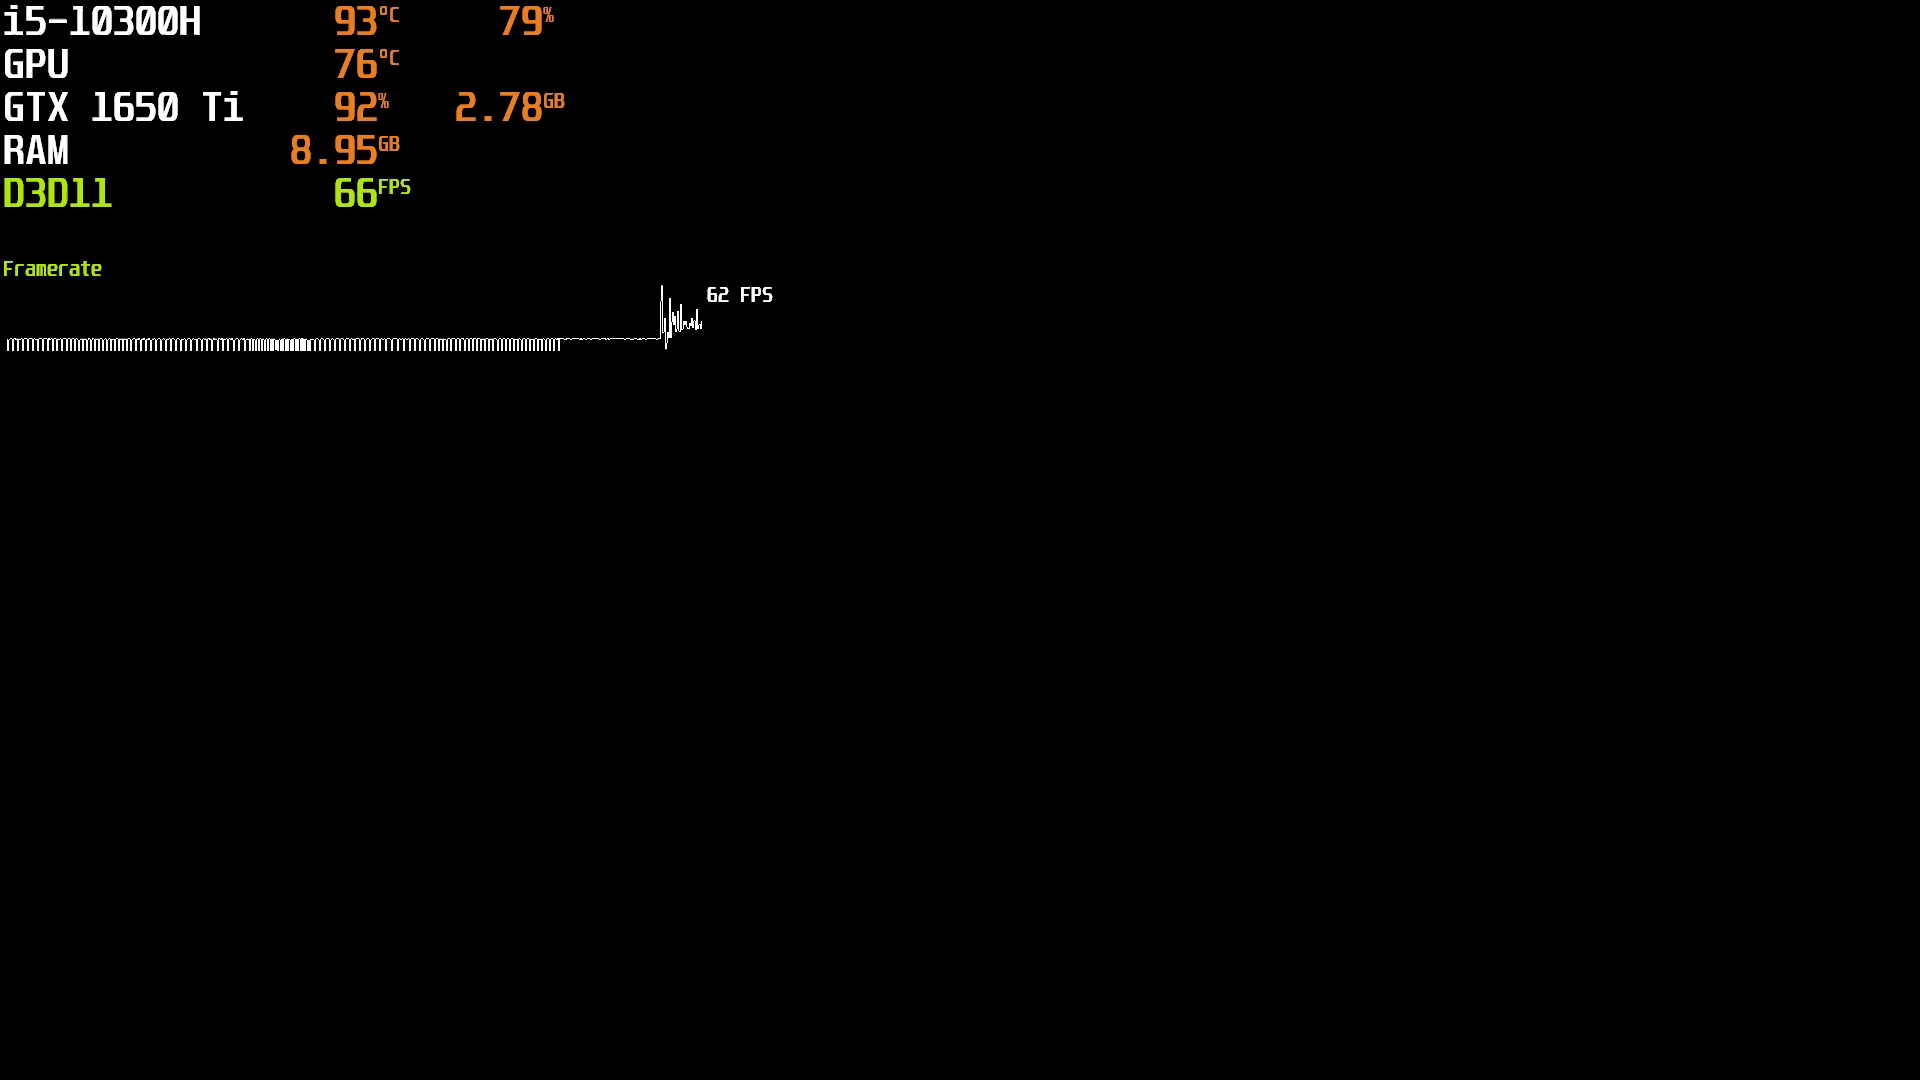 i5-10300H 93°C 79%
GPU 76°C
GTX 1650 Ti 92% 2.78GB
RAM 8.95GB
D3D11 66FPS
Framerate
62 FPS